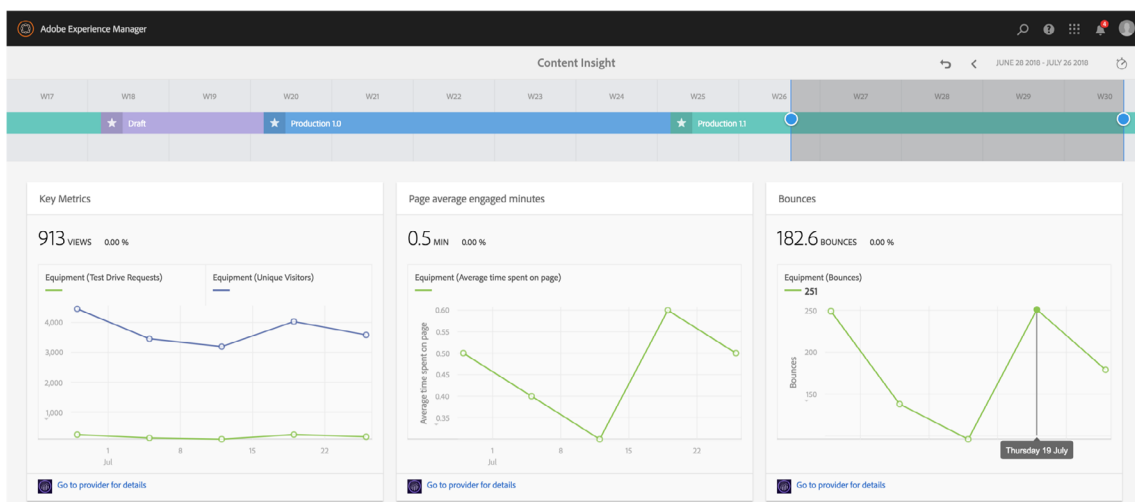 Adobe Experience Manager
4
Content Insight
JUNE 28 2018 - JULY 26 2018
W17 W18 W19 W20 W21 W22 W23 W24 W25 W26 W27 W28 W29 W30
Draft Production 1.0 Production 1.1
Key Metrics
913 VIEWS 0.00 %
Equipment (Test Drive Requests) Equipment (Unique Visitors)
4,000
3,000
2,000
1,000
1 8 15 22
Jul
Go to provider for details
Page average engaged minutes
0.5 MIN 0.00 %
Equipment (Average time spent on page)
Average time spent on page
0.60
0.55
0.50
0.45
0.40
0.35
1 8 15 22
Jul
Go to provider for details
Bounces
182.6 BOUNCES 0.00 %
Equipment (Bounces)
251
Bounces
250
200
150
Thursday 19 July
Go to provider for details